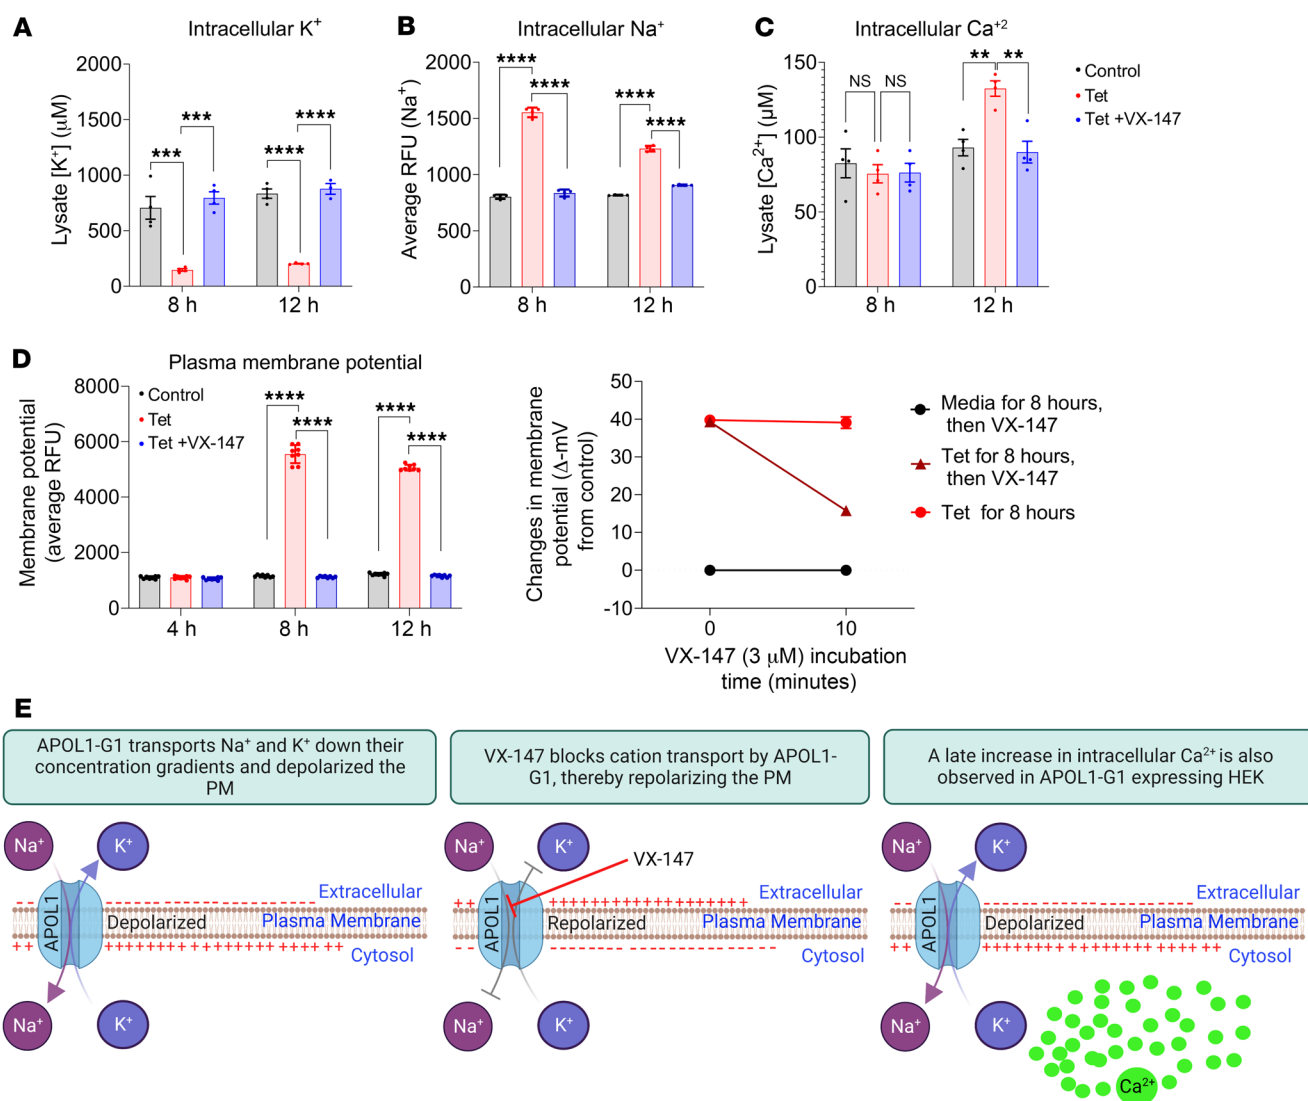 A
Intracellular K+
Lysate [K+] (μM)
2000
1500
1000
500
0
***
***
****
****
8 h
12 h
B
Intracellular Na+
Average RFU (Na+)
2000
1500
1000
500
0
****
****
****
****
8 h
12 h
C
Intracellular Ca+2
Lysate [Ca2+] (μM)
150
100
50
0
NS
NS
**
**
8 h
12 h
Control
Tet
Tet +VX-147
D
Plasma membrane potential
Membrane potential
(average RFU)
8000
6000
4000
2000
0
Control
Tet
Tet +VX-147
****
****
****
****
4 h
8 h
12 h
Changes in membrane
potential (Δ-mV
from control)
50
40
30
20
10
0
-10
0
10
VX-147 (3 μM) incubation
time (minutes)
Media for 8 hours,
then VX-147
Tet for 8 hours,
then VX-147
Tet for 8 hours
E
APOL1-G1 transports Na+ and K+ down their
concentration gradients and depolarized the
PM
Na+
K+
APOL1
Extracellular
Depolarized
Plasma Membrane
Cytosol
Na+
K+
VX-147 blocks cation transport by APOL1-
G1, thereby repolarizing the PM
Na+
K+
VX-147
APOL1
Extracellular
Repolarized
Plasma Membrane
Cytosol
Na+
K+
A late increase in intracellular Ca2+ is also
observed in APOL1-G1 expressing HEK
Na+
K+
APOL1
Extracellular
Depolarized
Plasma Membrane
Cytosol
Na+
K+
Ca2+